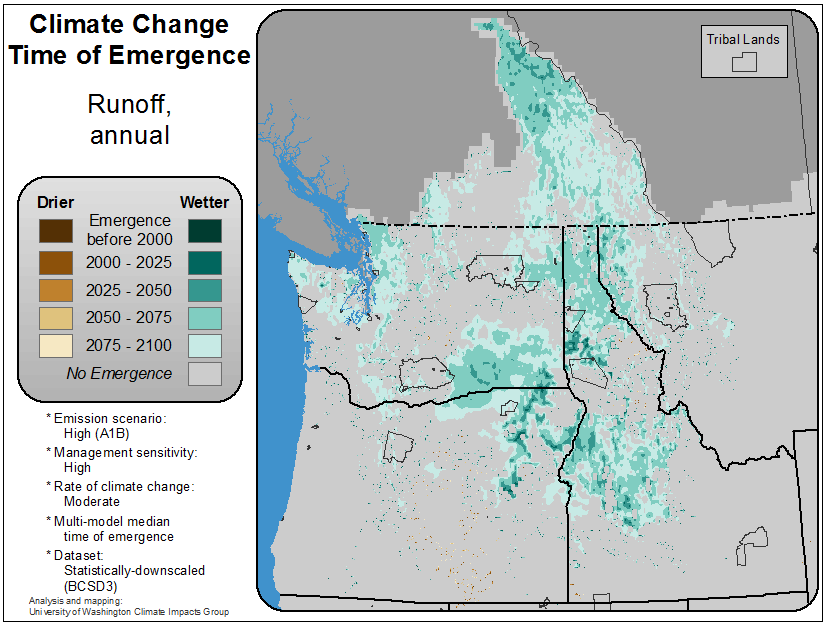 Climate Change
Time of Emergence
Runoff,
annual
Drier
Wetter
Emergence
before 2000
2000 - 2025
2025 - 2050
2050 - 2075
2075 - 2100
No Emergence
* Emission scenario:
High (A1B)
* Management sensitivity:
High
* Rate of climate change:
Moderate
* Multi-model median
time of emergence
* Dataset:
Statistically-downscaled
(BCSD3)
Analysis and mapping:
University of Washington Climate Impacts Group
Tribal Lands